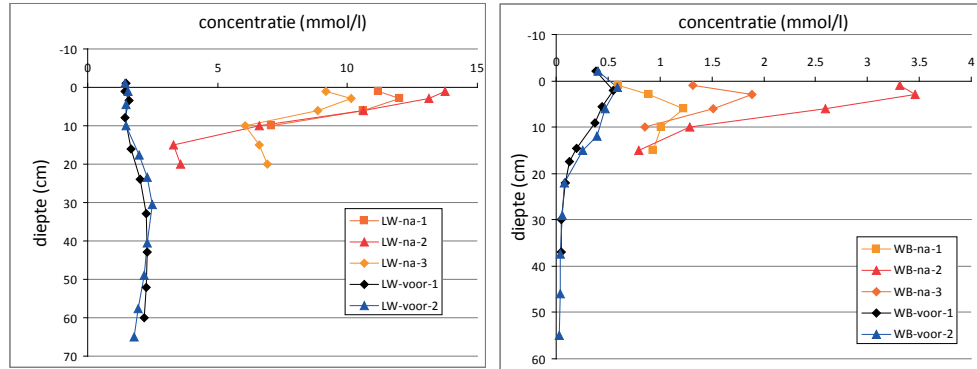 concentratie (mmol/l)
0 5 10 15
-10
0
10
20
30
40
50
60
70
diepte (cm)
LW-na-1
LW-na-2
LW-na-3
LW-voor-1
LW-voor-2
concentratie (mmol/l)
0 0.5 1 1.5 2 2.5 3 3.5 4
-10
0
10
20
30
40
50
60
diepte (cm)
WB-na-1
WB-na-2
WB-na-3
WB-voor-1
WB-voor-2